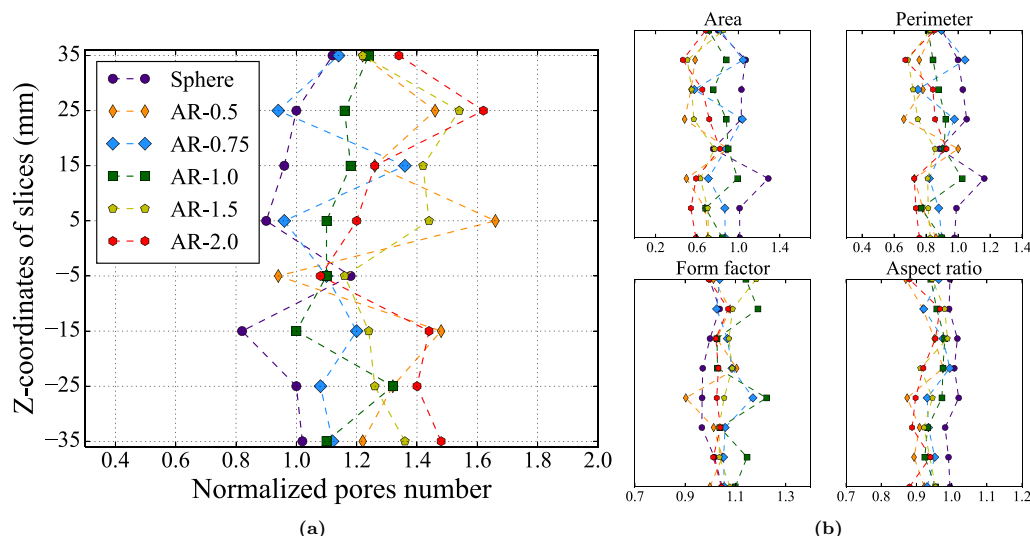 Z-coordinates of slices (mm)
35
25
15
5
−5
−15
−25
−35
Sphere
AR-0.5
AR-0.75
AR-1.0
AR-1.5
AR-2.0
0.4 0.6 0.8 1.0 1.2 1.4 1.6 1.8 2.0
Normalized pores number
(a)
Area
0.2 0.6 1.0 1.4
Perimeter
0.4 0.6 0.8 1.0 1.2 1.4
Form factor
0.7 0.9 1.1 1.3
Aspect ratio
0.7 0.8 0.9 1.0 1.1 1.2
(b)